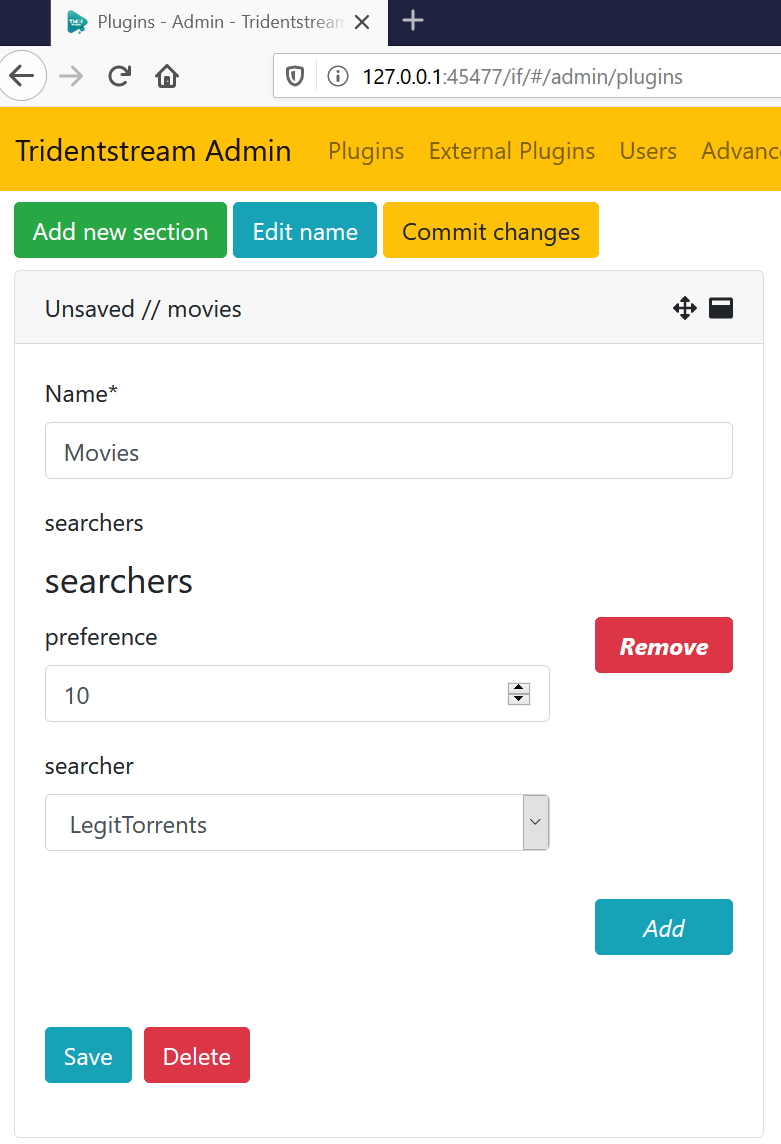 Plugins - Admin - Tridentstream
127.0.0.1:45477/if/#/admin/plugins
Tridentstream Admin Plugins External Plugins Users Advanc
Add new section Edit name Commit changes
Unsaved // movies
Name*
Movies
searchers
searchers
preference
Remove
10
searcher
LegitTorrents
Add
Save Delete